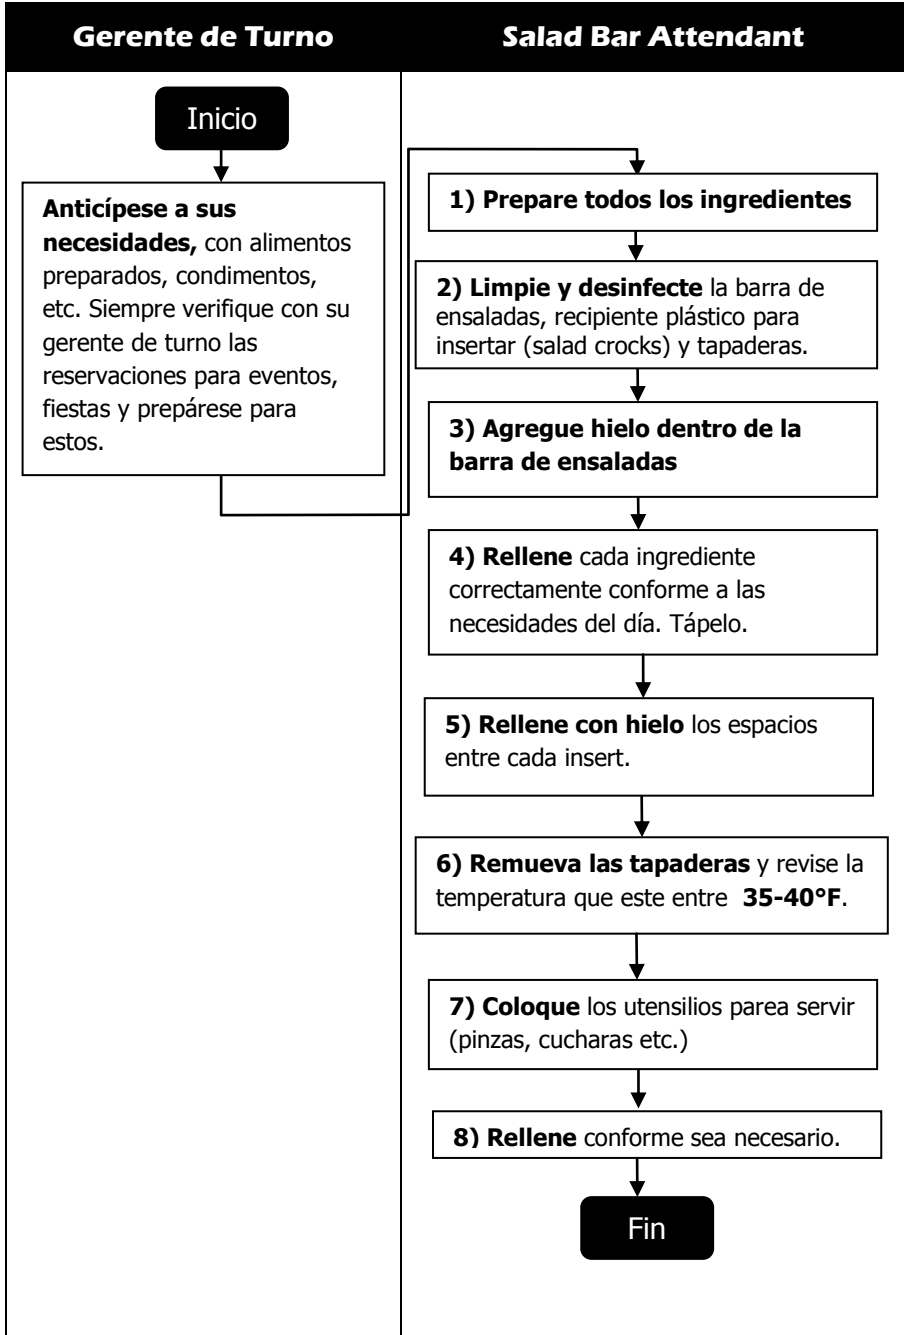 Gerente de Turno
Salad Bar Attendant
Inicio
Anticípese a sus
necesidades, con alimentos
preparados, condimentos,
etc. Siempre verifique con su
gerente de turno las
reservaciones para eventos,
fiestas y prepárese para
estos.
1) Prepare todos los ingredientes
2) Limpie y desinfecte la barra de
ensaladas, recipiente plástico para
insertar (salad crocks) y tapaderas.
3) Agregue hielo dentro de la
barra de ensaladas
4) Rellene cada ingrediente
correctamente conforme a las
necesidades del día. Tápelo.
5) Rellene con hielo los espacios
entre cada insert.
6) Remueva las tapaderas y revise la
temperatura que este entre 35-40°F.
7) Coloque los utensilios parea servir
(pinzas, cucharas etc.)
8) Rellene conforme sea necesario.
Fin